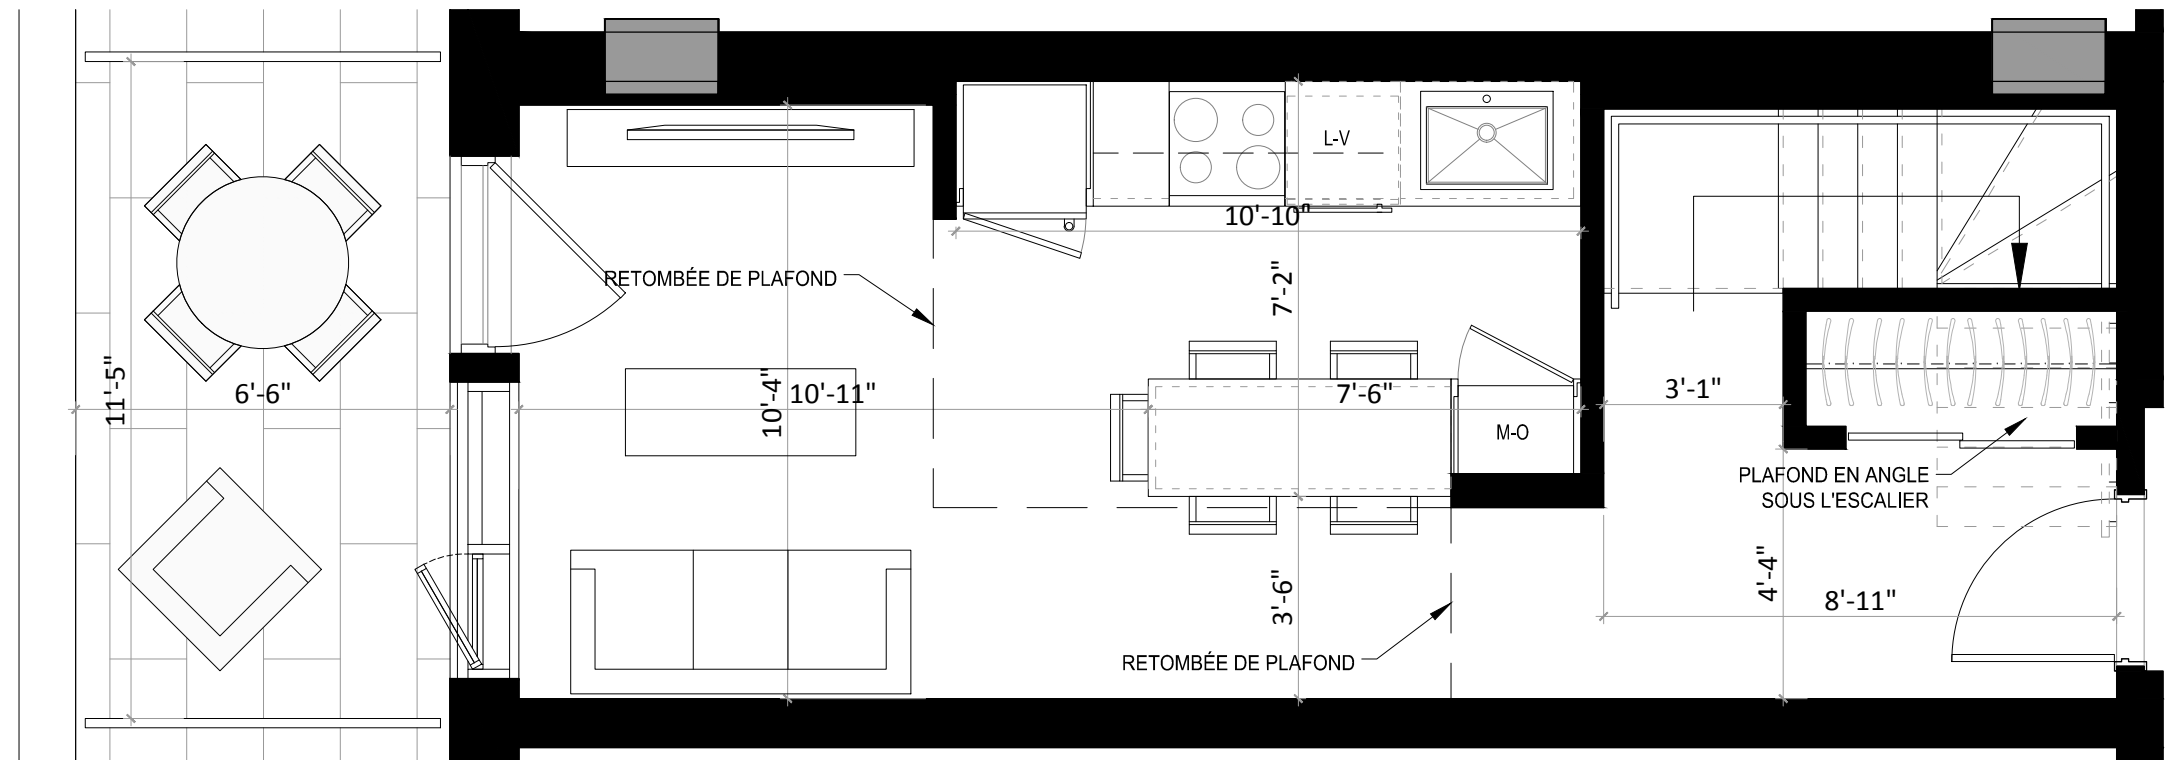 L-V
10'-10"
RETOMBÉE DE PLAFOND
7'-2"
11'-5"
6'-6"
10'-4"
10'-11"
7'-6"
3'-1"
M-O
PLAFOND EN ANGLE
SOUS L'ESCALIER
4'-4"
3'-6"
8'-11"
RETOMBÉE DE PLAFOND